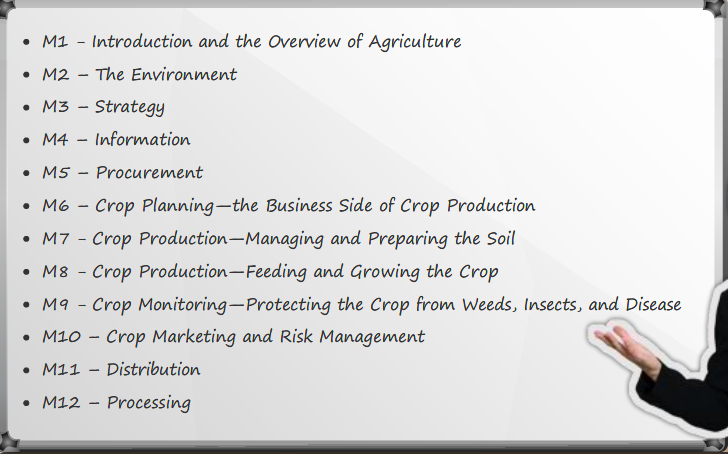 • M1 - Introduction and the Overview of Agriculture
• M2 – The Environment
• M3 – Strategy
• M4 – Information
• M5 – Procurement
• M6 – Crop Planning—the Business Side of Crop Production
• M7 - Crop Production—Managing and Preparing the Soil
• M8 - Crop Production—Feeding and Growing the Crop
• M9 - Crop Monitoring—Protecting the Crop from Weeds, Insects, and Disease
• M10 – Crop Marketing and Risk Management
• M11 – Distribution
• M12 – Processing